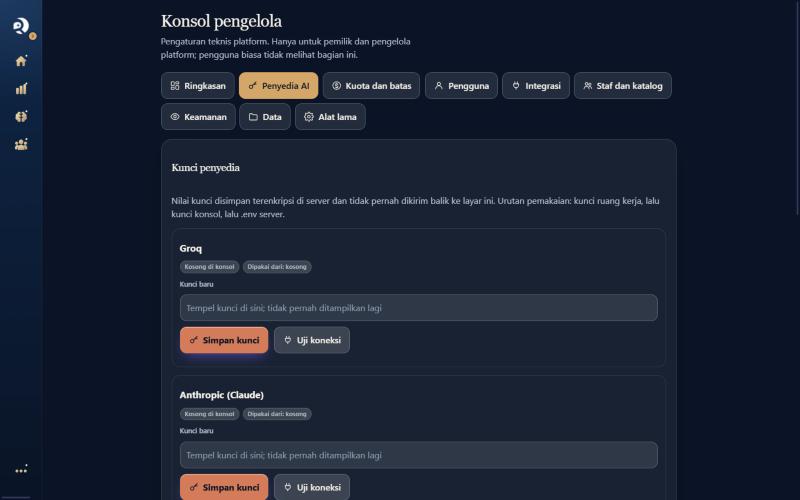 Konsol pengelola
Pengaturan teknis platform. Hanya untuk pemilik dan pengelola
platform; pengguna biasa tidak melihat bagian ini.
Ringkasan
Penyedia AI
Kuota dan batas
Pengguna
Integrasi
Staf dan katalog
Keamanan
Data
Alat lama
Kunci penyedia
Nilai kunci disimpan terenkripsi di server dan tidak pernah dikirim balik ke layar ini. Urutan pemakaian: kunci ruang kerja, lalu
kunci konsol, lalu .env server.
Groq
Kosong di konsol
Dipakai dari: kosong
Kunci baru
Tempel kunci di sini; tidak pernah ditampilkan lagi
Simpan kunci
Uji koneksi
Anthropic (Claude)
Kosong di konsol
Dipakai dari: kosong
Kunci baru
Tempel kunci di sini; tidak pernah ditampilkan lagi
Simpan kunci
Uji koneksi